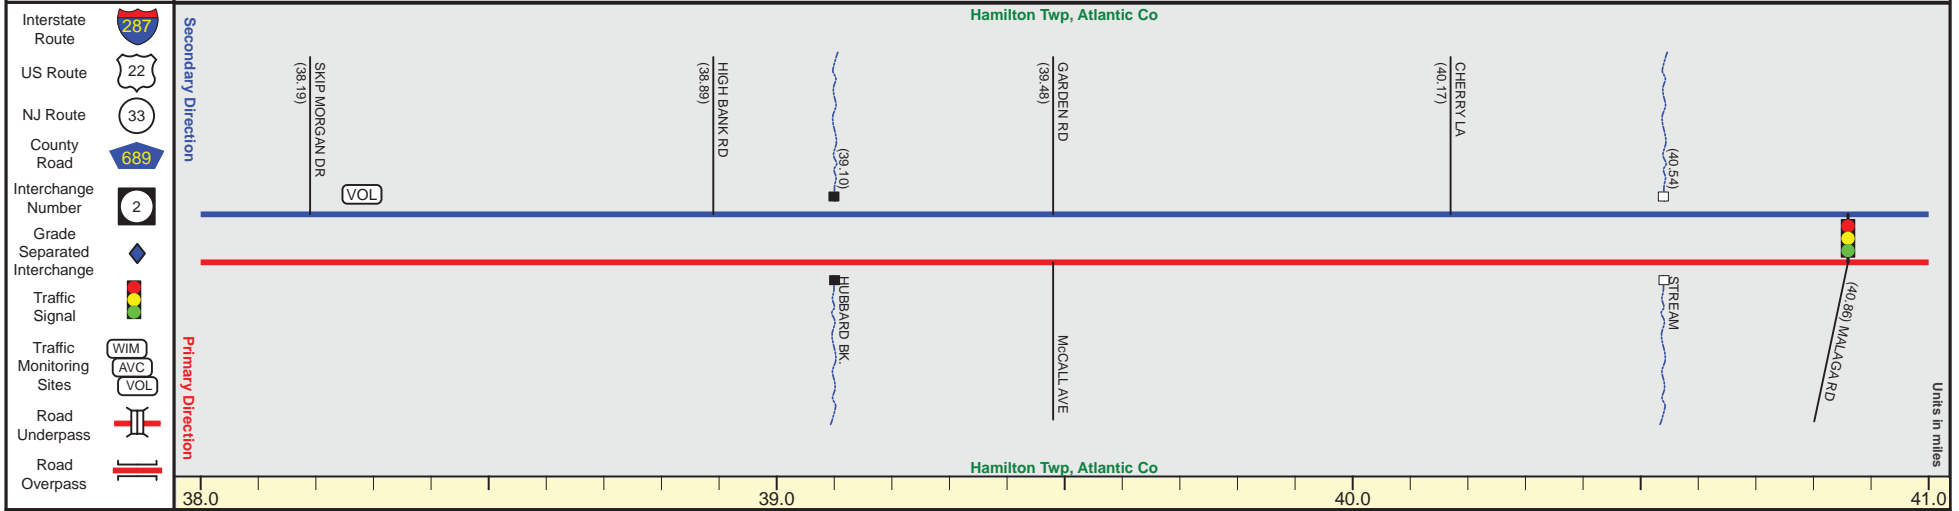 Interstate
Route
287
US Route
22
NJ Route
33
County
Road
689
Interchange
Number
2
Grade
Separated
Interchange
Traffic
Signal
Traffic
Monitoring
Sites
WIM
AVC
VOL
Road
Underpass
Road
Overpass
Secondary Direction
Primary Direction
Hamilton Twp, Atlantic Co
SKIP MORGAN DR
(38.19)
VOL
HIGH BANK RD
(38.89)
(39.10)
GARDEN RD
(39.48)
CHERRY LA
(40.17)
(40.54)
HUBBARD BK.
McCALL AVE
STREAM
(40.86) MALAGA RD
Hamilton Twp, Atlantic Co
Units in miles
38.0
39.0
40.0
41.0